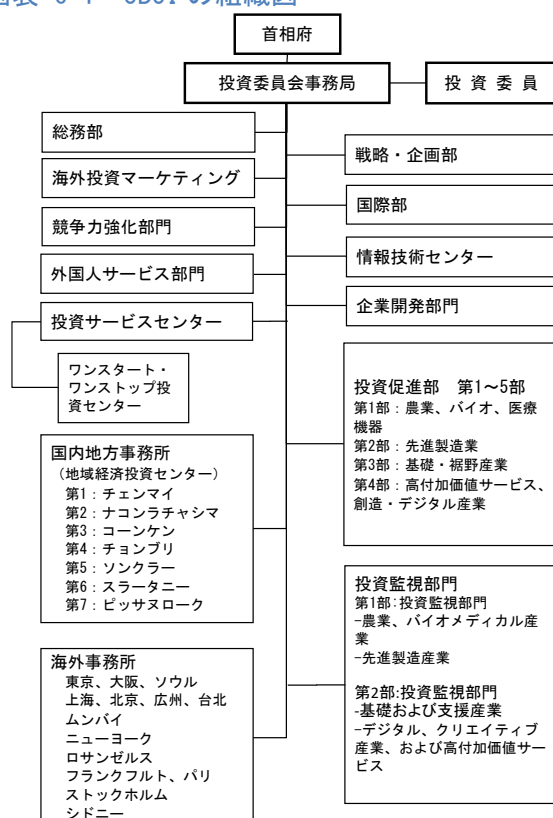 の組織図
首相府
投資委員会事務局
投 資 委 員
総務部
海外投資マーケティング
競争力強化部門
外国人サービス部門
投資サービスセンター
ワンスタート・
ワンストップ投
資センター
国内地方事務所
（地域経済投資センター）
第1：チェンマイ
第2：ナコンラチャシマ
第3：コーンケン
第4：チョンブリ
第5：ソンクラー
第6：スラータニー
第7：ピッサヌローク
海外事務所
東京、大阪、ソウル
上海、北京、広州、台北
ムンバイ
ニューヨーク
ロサンゼルス
フランクフルト、パリ
ストックホルム
シドニー
戦略・企画部
国際部
情報技術センター
企業開発部門
投資促進部　第1～5部
第1部：農業、バイオ、医療
機器
第2部：先進製造業
第3部：基礎・裾野産業
第4部：高付加価値サービス、
創造・デジタル産業
投資監視部門
第1部:投資監視部門
-農業、バイオメディカル産
業
-先進製造産業
第2部:投資監視部門
-基礎および支援産業
-デジタル、クリエイティブ
産業、および高付加価値サー
ビス